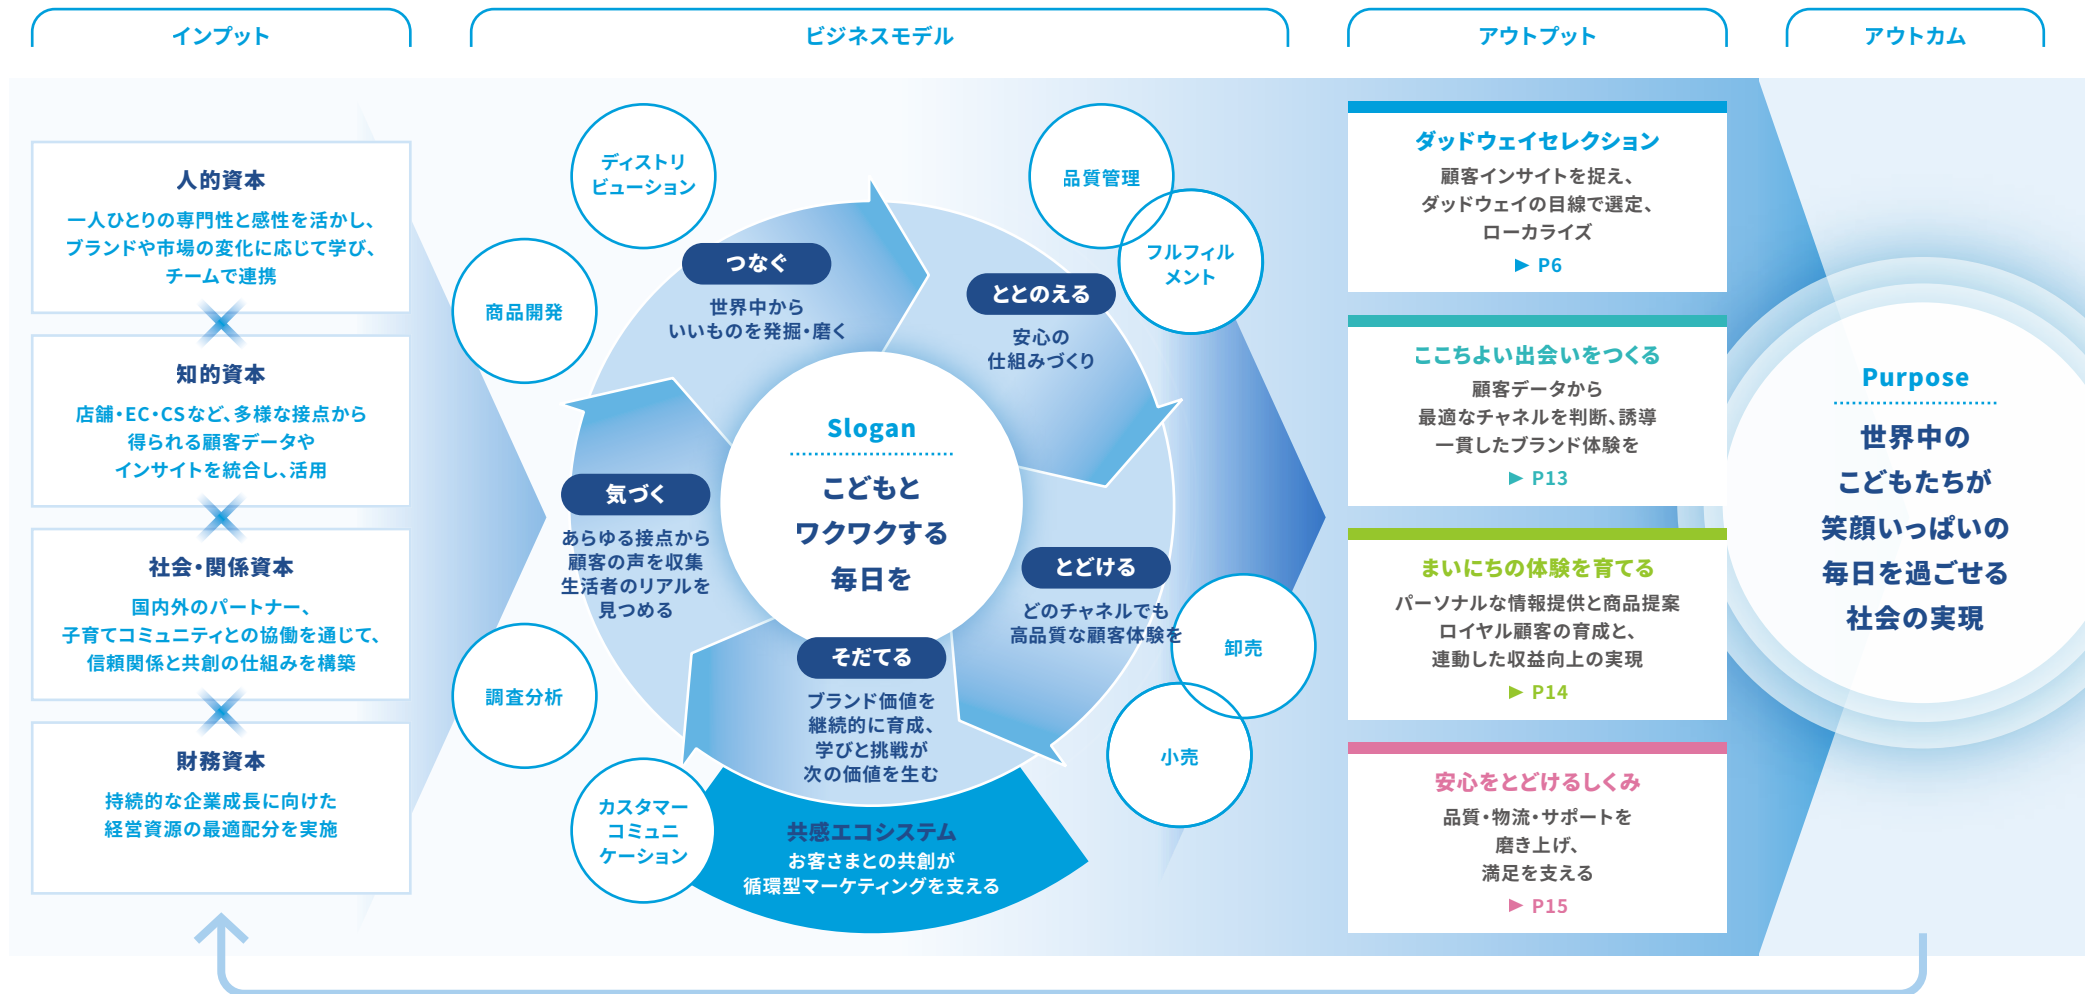 インプット
ビジネスモデル
アウトプット
アウトカム
人的資本
一人ひとりの専門性と感性を活かし、
ブランドや市場の変化に応じて学び、
チームで連携
知的資本
店舗・EC・CSなど、多様な接点から
得られる顧客データや
インサイトを統合し、活用
社会・関係資本
国内外のパートナー、
子育てコミュニティとの協働を通じて、
信頼関係と共創の仕組みを構築
財務資本
持続的な企業成長に向けた
経営資源の最適配分を実施
ディストリ
ビューション
商品開発
調査分析
カスタマー
コミュニ
ケーション
品質管理
フルフィル
メント
卸売
小売
つなぐ
世界中から
いいものを発掘・磨く
ととのえる
安心の
仕組みづくり
とどける
どのチャネルでも
高品質な顧客体験を
そだてる
ブランド価値を
継続的に育成、
学びと挑戦が
次の価値を生む
気づく
あらゆる接点から
顧客の声を収集
生活者のリアルを
見つめる
Slogan
こどもと
ワクワクする
毎日を
共感エコシステム
お客さまとの共創が
循環型マーケティングを支える
ダッドウェイセレクション
顧客インサイトを捉え、
ダッドウェイの目線で選定、
ローカライズ
▶ P6
ここちよい出会いをつくる
顧客データから
最適なチャネルを判断、誘導
一貫したブランド体験を
▶ P13
まいにちの体験を育てる
パーソナルな情報提供と商品提案
ロイヤル顧客の育成と、
連動した収益向上の実現
▶ P14
安心をとどけるしくみ
品質・物流・サポートを
磨き上げ、
満足を支える
▶ P15
Purpose
世界中の
こどもたちが
笑顔いっぱいの
毎日を過ごせる
社会の実現